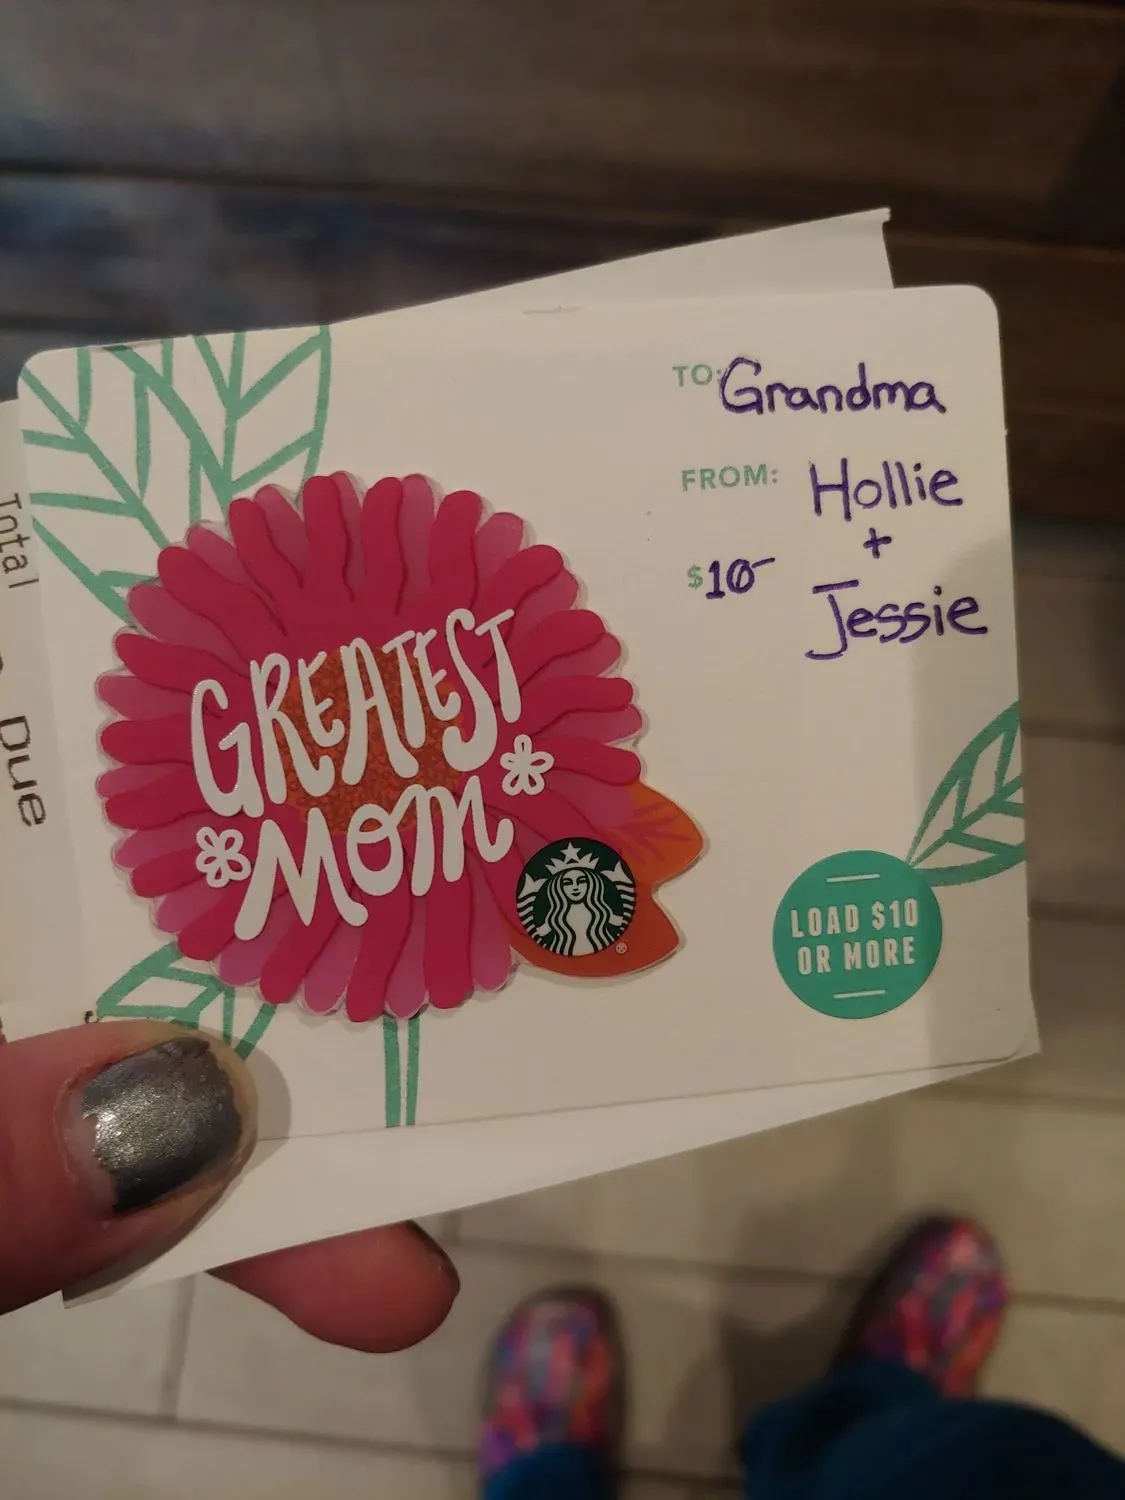 TO: Grandma
FROM: Hollie
+
$10- Jessie
GREATEST
MOM
®
LOAD $10
OR MORE
Total
Due